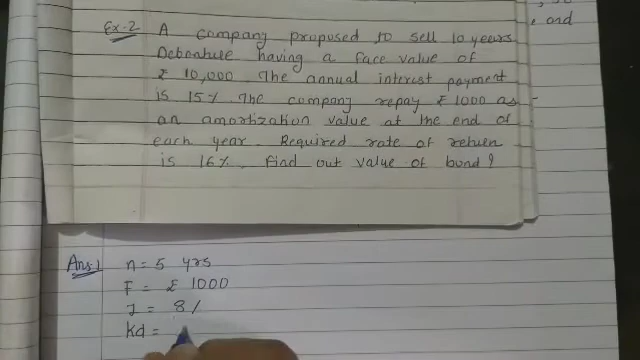 Ex-2 A company proposed to sell 10 years
Debenture having a face value of
₹ 10,000 The annual interest payment
is 15%. The company repay ₹ 1000 as
an amortization value at the end of
each year. Required rate of return
is 16%. Find out value of bond?
e and
Ans.1 n = 5 yrs
F = ₹ 1000
I = 8 /
Kd =